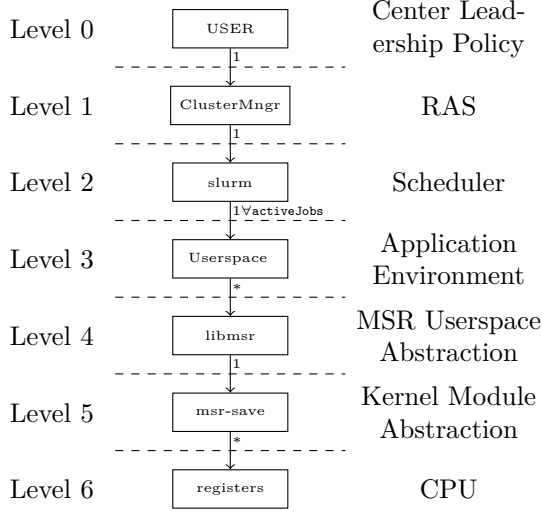 Level 0 USER Center Lead-
ership Policy
1
Level 1 ClusterMngr RAS
1
Level 2 slurm Scheduler
1∀activeJobs
Level 3 Userspace Application
Environment
*
Level 4 libmsr MSR Userspace
Abstraction
1
Level 5 msr-save Kernel Module
Abstraction
*
Level 6 registers CPU